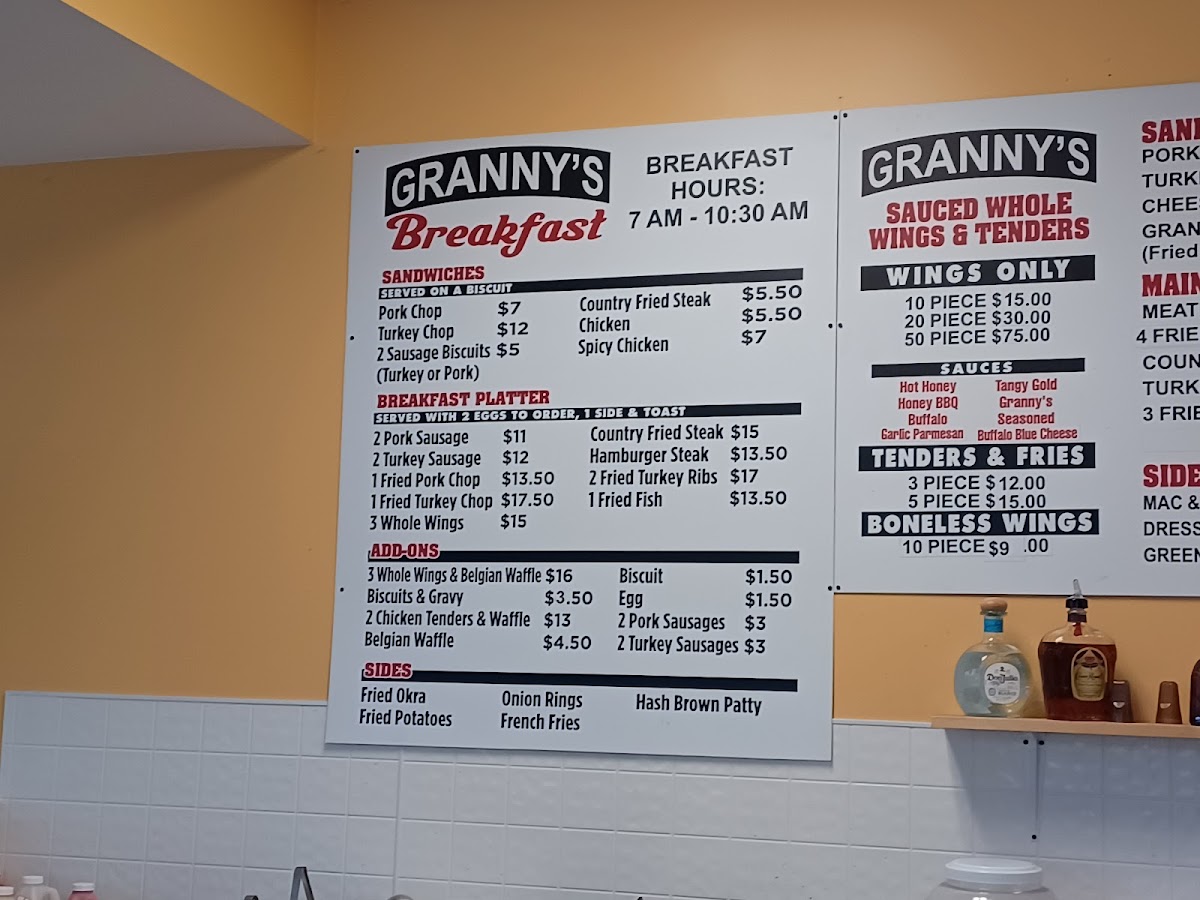 GRANNY'S
Breakfast
BREAKFAST
HOURS:
7 AM - 10:30 AM
SANDWICHES
SERVED ON A BISCUIT
Pork Chop $7
Turkey Chop $12
2 Sausage Biscuits $5
(Turkey or Pork)
Country Fried Steak $5.50
Chicken $5.50
Spicy Chicken $7
BREAKFAST PLATTER
SERVED WITH 2 EGGS TO ORDER, 1 SIDE & TOAST
2 Pork Sausage $11
2 Turkey Sausage $12
1 Fried Pork Chop $13.50
1 Fried Turkey Chop $17.50
3 Whole Wings $15
Country Fried Steak $15
Hamburger Steak $13.50
2 Fried Turkey Ribs $17
1 Fried Fish $13.50
ADD-ONS
3 Whole Wings & Belgian Waffle $16
Biscuits & Gravy $3.50
2 Chicken Tenders & Waffle $13
Belgian Waffle $4.50
Biscuit $1.50
Egg $1.50
2 Pork Sausages $3
2 Turkey Sausages $3
SIDES
Fried Okra
Fried Potatoes
Onion Rings
French Fries
Hash Brown Patty
GRANNY'S
SAUCED WHOLE
WINGS & TENDERS
WINGS ONLY
10 PIECE $15.00
20 PIECE $30.00
50 PIECE $75.00
SAUCES
Hot Honey
Honey BBQ
Buffalo
Garlic Parmesan
Tangy Gold
Granny's
Seasoned
Buffalo Blue Cheese
TENDERS & FRIES
3 PIECE $12.00
5 PIECE $15.00
BONELESS WINGS
10 PIECE $9 .00
SAN
PORK
TURK
CHEE
GRAN
(Fried
MAIN
MEAT
4 FRIE
COUN
TURK
3 FRIE
SIDE
MAC &
DRESS
GREEN
Don Julio